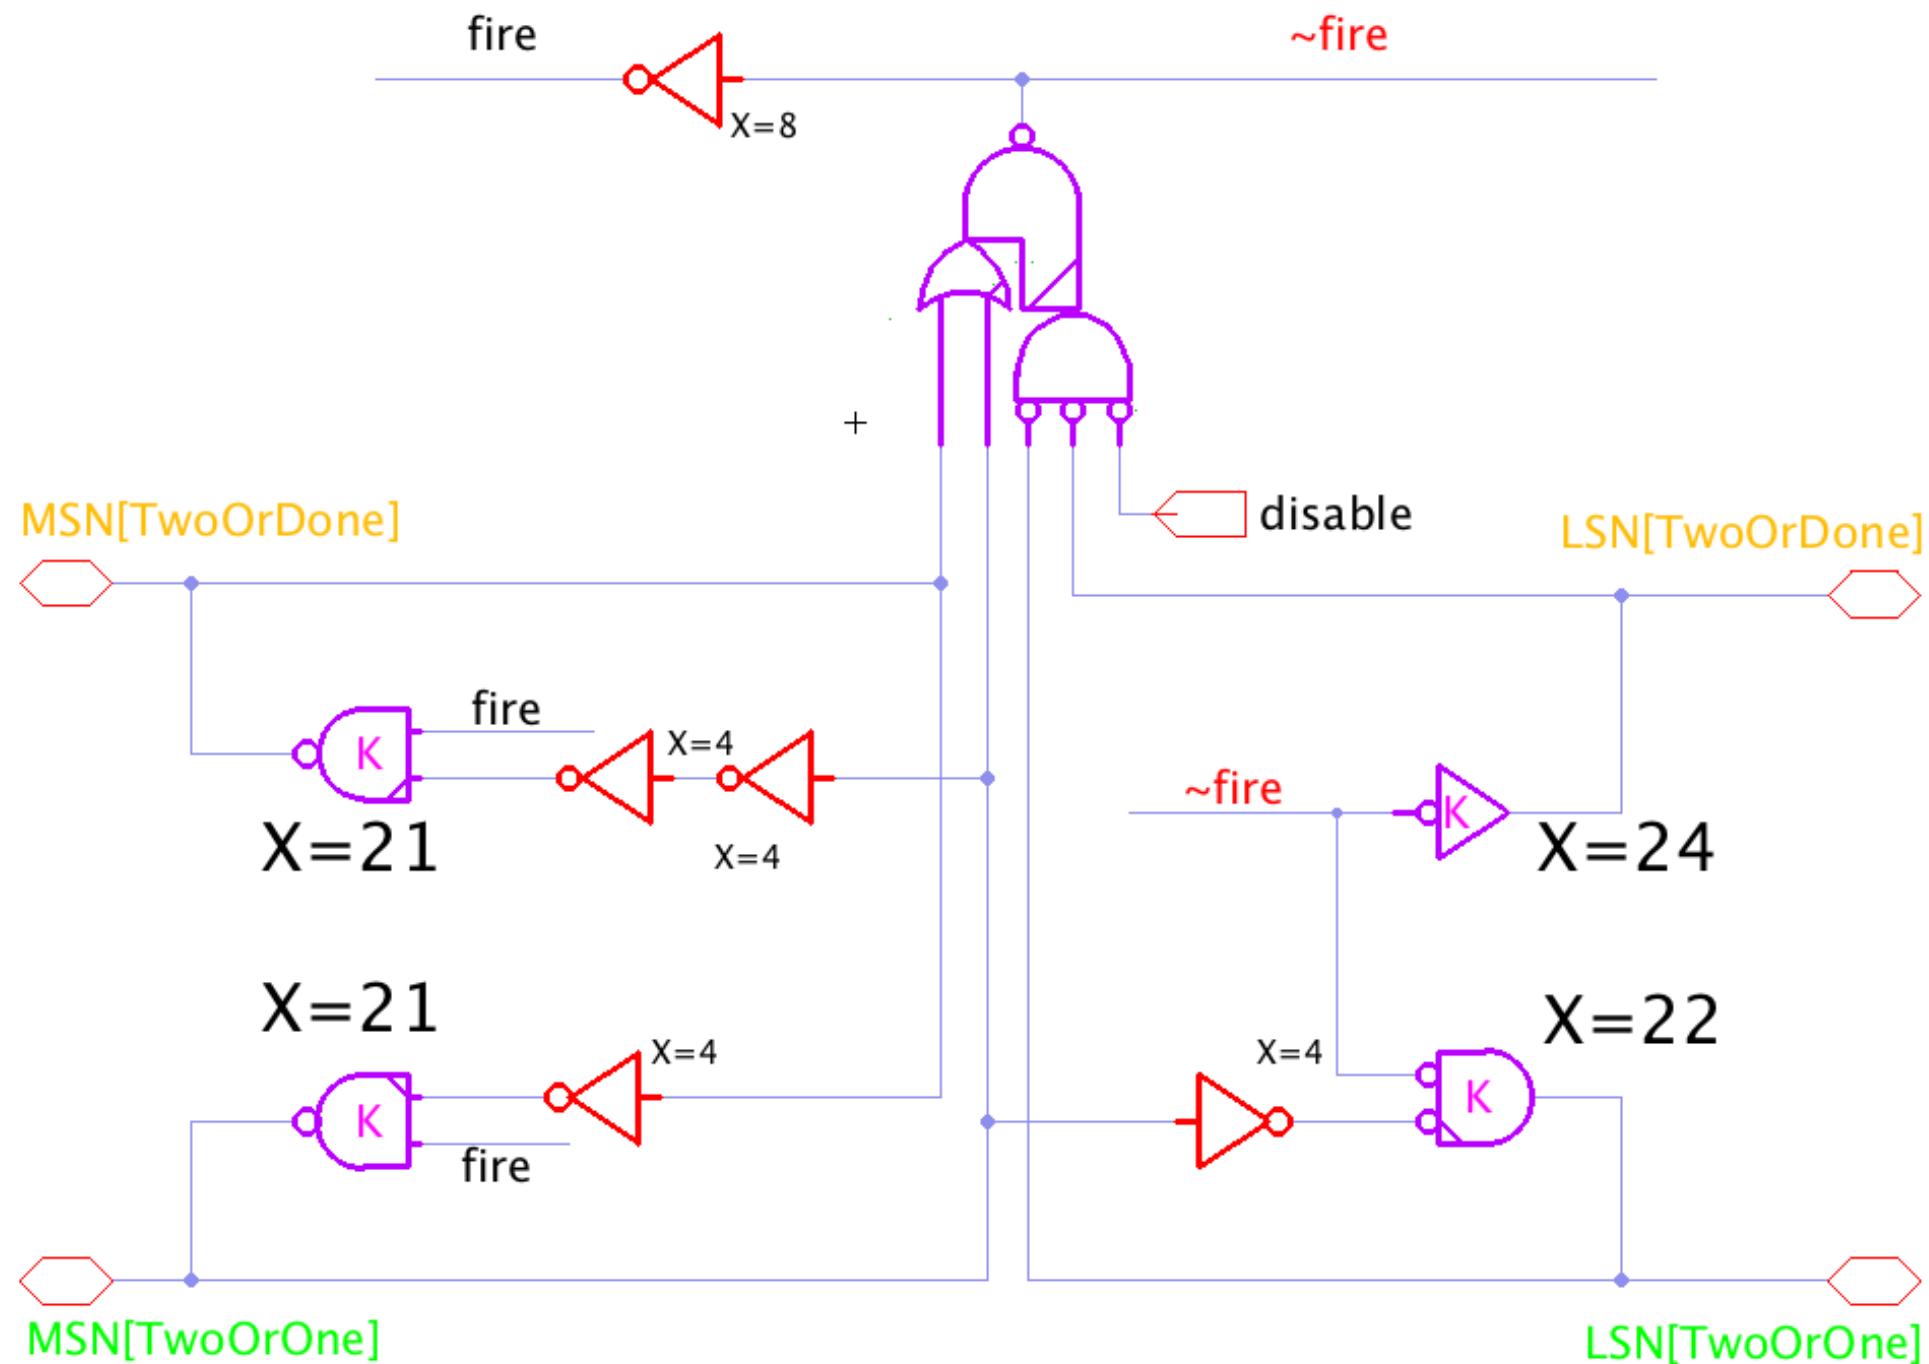 fire
~fire
X=8
disable
MSN[TwoOrDone]
LSN[TwoOrDone]
fire
X=4
K
~fire
K
X=21
X=4
X=24
X=21
X=22
X=4
X=4
K
K
fire
MSN[TwoOrOne]
LSN[TwoOrOne]